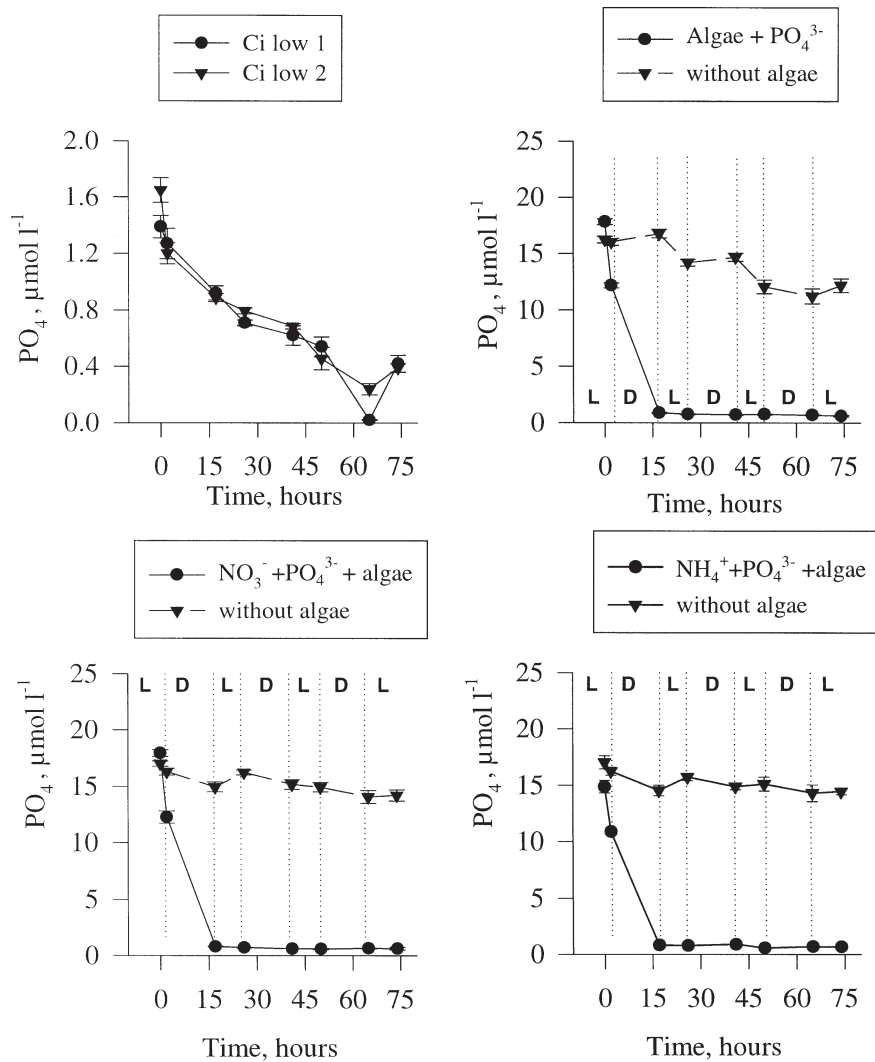 Ci low 1
Ci low 2
PO₄ , µmol l⁻¹
2.0
1.6
1.2
0.8
0.4
0.0
0 15 30 45 60 75
Time, hours
Algae + PO₄³⁻
without algae
PO₄ , µmol l⁻¹
25
20
15
10
5
0
L D L D L D L
0 15 30 45 60 75
Time, hours
NO₃⁻ +PO₄³⁻ + algae
without algae
PO₄ , µmol l⁻¹
25
20
15
10
5
0
L D L D L D L
0 15 30 45 60 75
Time, hours
NH₄⁺+PO₄³⁻ +algae
without algae
PO₄ , µmol l⁻¹
25
20
15
10
5
0
L D L D L D L
0 15 30 45 60 75
Time, hours